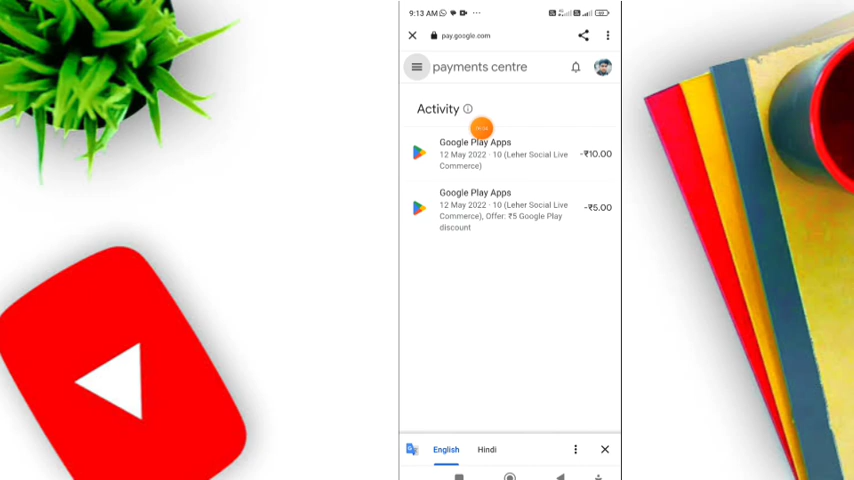 9:13 AM
pay.google.com
payments centre
Activity
Google Play Apps
12 May 2022 · 10 (Leher Social Live
Commerce)
-₹10.00
Google Play Apps
12 May 2022 · 10 (Leher Social Live
Commerce), Offer: ₹5 Google Play
discount
-₹5.00
English Hindi